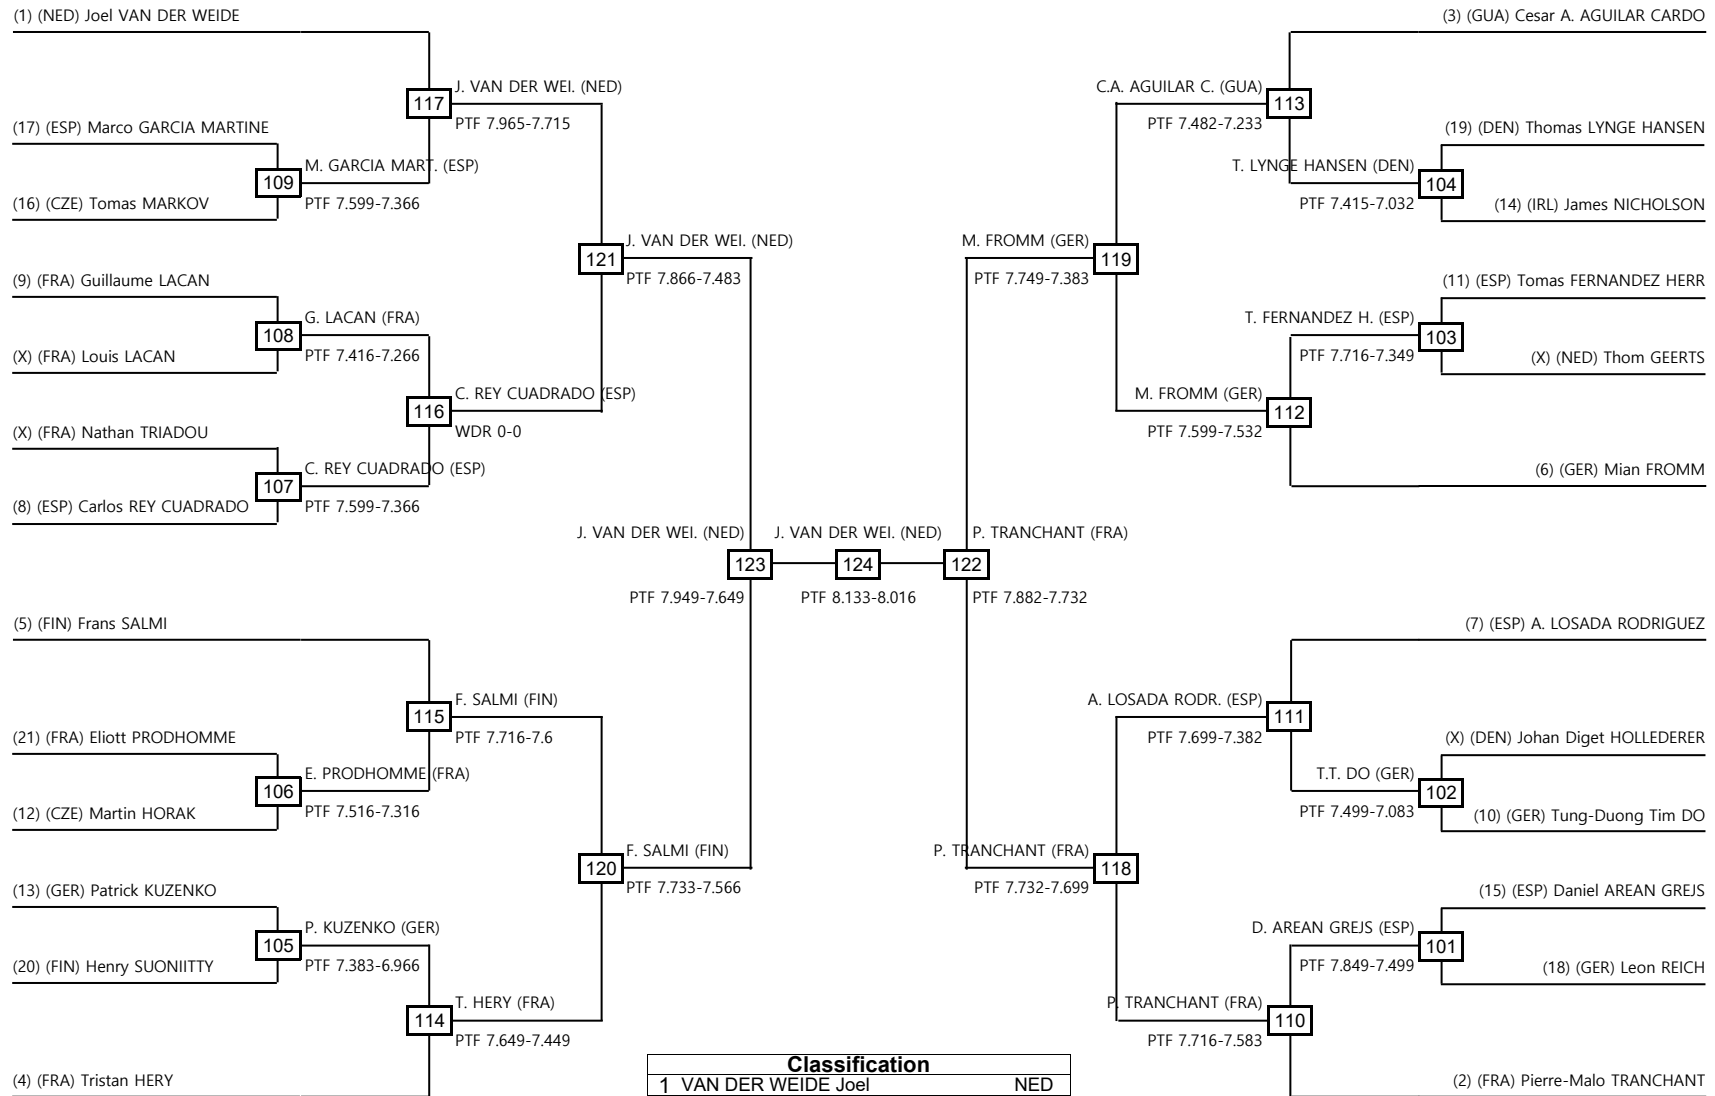 (1) (NED) Joel VAN DER WEIDE
(3) (GUA) Cesar A. AGUILAR CARDO
J. VAN DER WEI. (NED)
117
PTF 7.965-7.715
C.A. AGUILAR C. (GUA)
113
PTF 7.482-7.233
(17) (ESP) Marco GARCIA MARTINE
M. GARCIA MART. (ESP)
109
PTF 7.599-7.366
(16) (CZE) Tomas MARKOV
(19) (DEN) Thomas LYNGE HANSEN
T. LYNGE HANSEN (DEN)
104
PTF 7.415-7.032
(14) (IRL) James NICHOLSON
J. VAN DER WEI. (NED)
121
PTF 7.866-7.483
M. FROMM (GER)
119
PTF 7.749-7.383
(9) (FRA) Guillaume LACAN
G. LACAN (FRA)
108
PTF 7.416-7.266
(X) (FRA) Louis LACAN
(11) (ESP) Tomas FERNANDEZ HERR
T. FERNANDEZ H. (ESP)
103
PTF 7.716-7.349
(X) (NED) Thom GEERTS
C. REY CUADRADO (ESP)
116
WDR 0-0
M. FROMM (GER)
112
PTF 7.599-7.532
(X) (FRA) Nathan TRIADOU
C. REY CUADRADO (ESP)
107
PTF 7.599-7.366
(8) (ESP) Carlos REY CUADRADO
(6) (GER) Mian FROMM
J. VAN DER WEI. (NED)
123
PTF 7.949-7.649
J. VAN DER WEI. (NED)
124
PTF 8.133-8.016
P. TRANCHANT (FRA)
122
PTF 7.882-7.732
(5) (FIN) Frans SALMI
(7) (ESP) A. LOSADA RODRIGUEZ
F. SALMI (FIN)
115
PTF 7.716-7.6
A. LOSADA RODR. (ESP)
111
PTF 7.699-7.382
(21) (FRA) Eliott PRODHOMME
E. PRODHOMME (FRA)
106
PTF 7.516-7.316
(12) (CZE) Martin HORAK
(X) (DEN) Johan Diget HOLLEDERER
T.T. DO (GER)
102
PTF 7.499-7.083
(10) (GER) Tung-Duong Tim DO
F. SALMI (FIN)
120
PTF 7.733-7.566
P. TRANCHANT (FRA)
118
PTF 7.732-7.699
(13) (GER) Patrick KUZENKO
P. KUZENKO (GER)
105
PTF 7.383-6.966
(20) (FIN) Henry SUONIITTY
(15) (ESP) Daniel AREAN GREJS
D. AREAN GREJS (ESP)
101
PTF 7.849-7.499
(18) (GER) Leon REICH
T. HERY (FRA)
114
PTF 7.649-7.449
P. TRANCHANT (FRA)
110
PTF 7.716-7.583
(4) (FRA) Tristan HERY
(2) (FRA) Pierre-Malo TRANCHANT
Classification
1 VAN DER WEIDE Joel NED